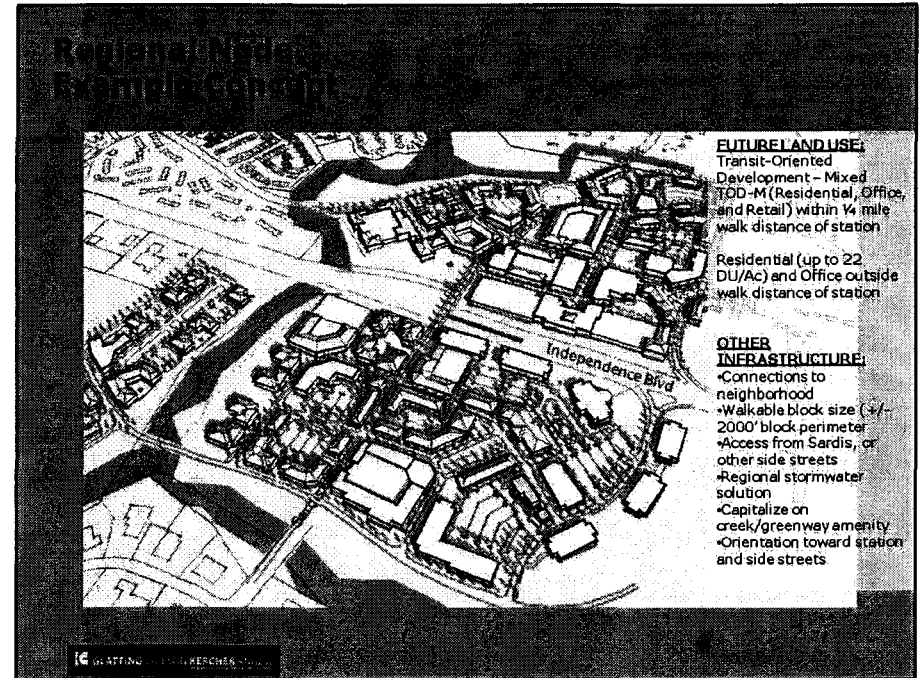 Regional Node
Example Concept
Independence Blvd
FUTURE LAND USE:
Transit-Oriented
Development – Mixed
TOD-M (Residential, Office,
and Retail) within ¼ mile
walk distance of station
Residential (up to 22
DU/Ac) and Office outside
walk distance of station
OTHER
INFRASTRUCTURE:
•Connections to
neighborhood
•Walkable block size ( +/-
2000' block perimeter
•Access from Sardis, or
other side streets
•Regional stormwater
solution
•Capitalize on
creek/greenway amenity
•Orientation toward station
and side streets
GLATTING KERCHER